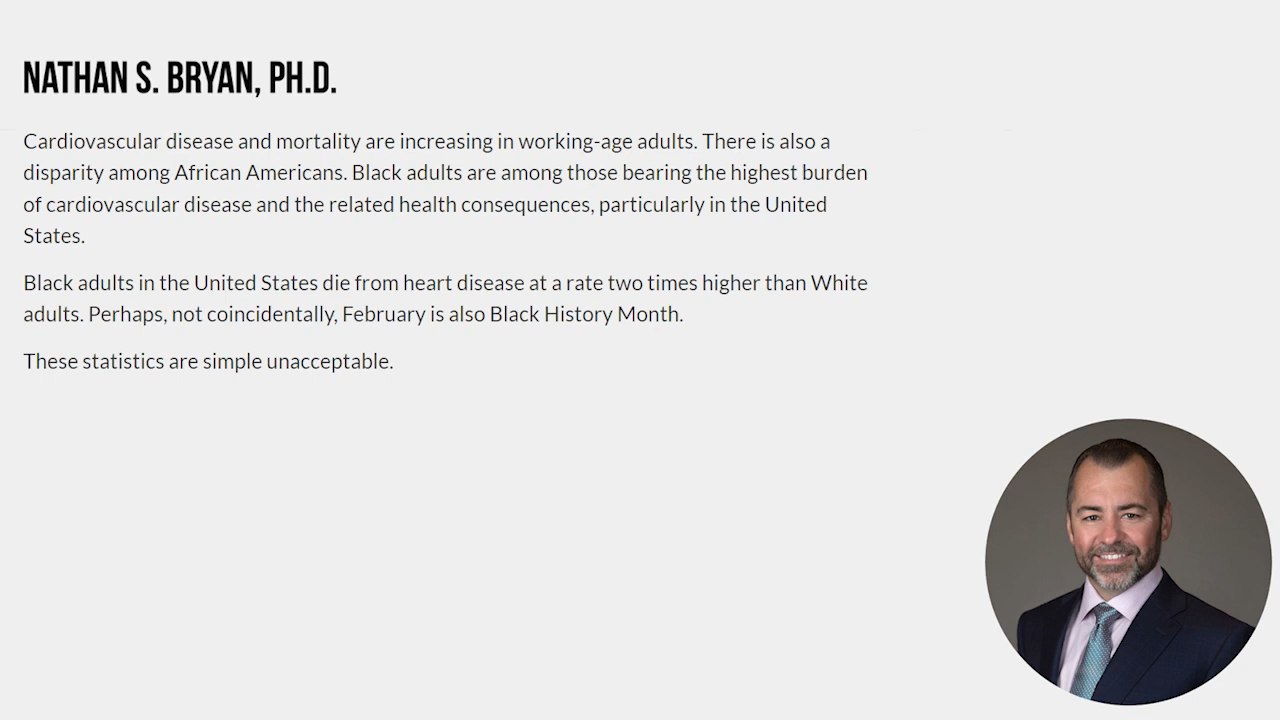 NATHAN S. BRYAN, PH.D.
Cardiovascular disease and mortality are increasing in working-age adults. There is also a
disparity among African Americans. Black adults are among those bearing the highest burden
of cardiovascular disease and the related health consequences, particularly in the United
States.
Black adults in the United States die from heart disease at a rate two times higher than White
adults. Perhaps, not coincidentally, February is also Black History Month.
These statistics are simple unacceptable.